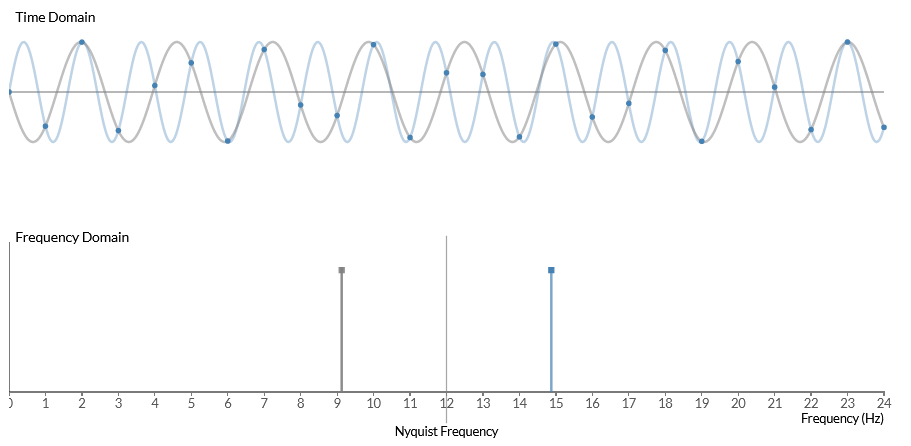 Time Domain
Frequency Domain
0 1 2 3 4 5 6 7 8 9 10 11 12 13 14 15 16 17 18 19 20 21 22 23 24
Frequency (Hz)
Nyquist Frequency